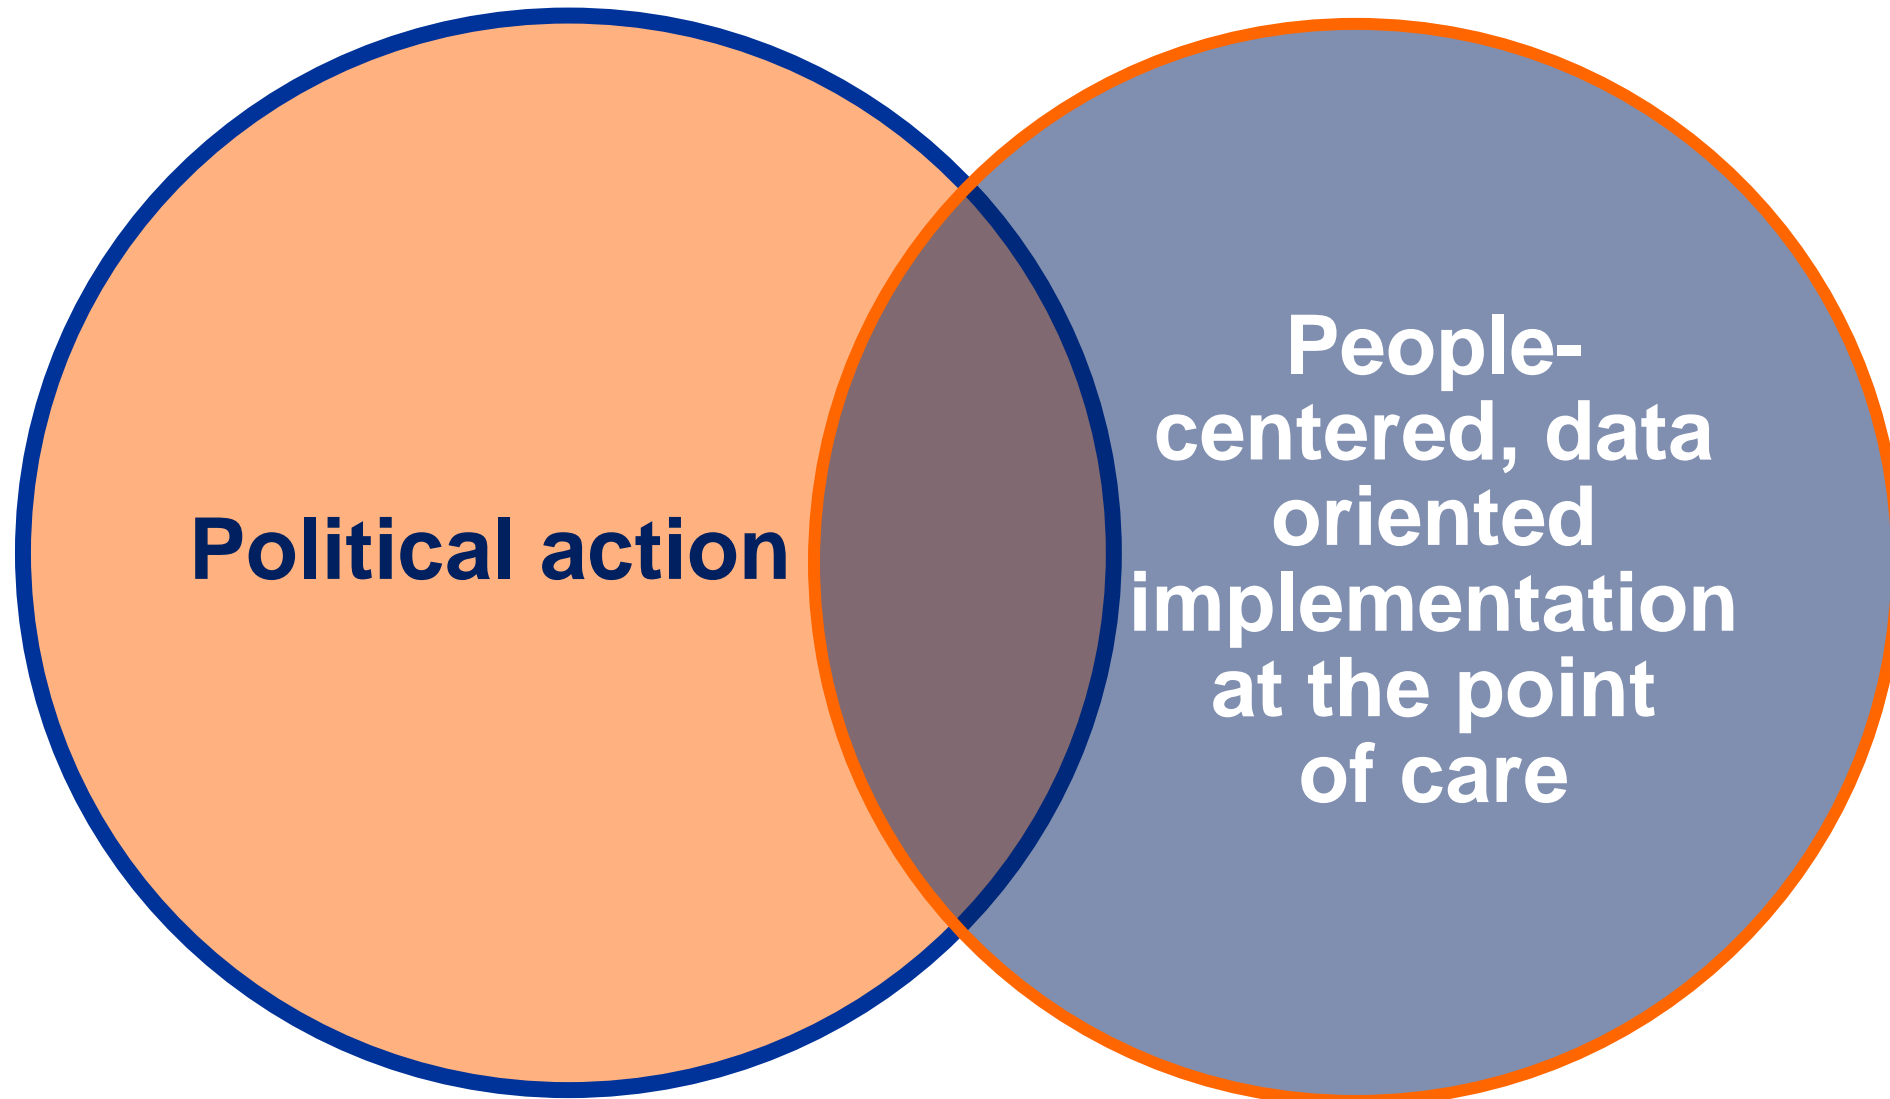 Political action
People-
centered, data
oriented
implementation
at the point
of care